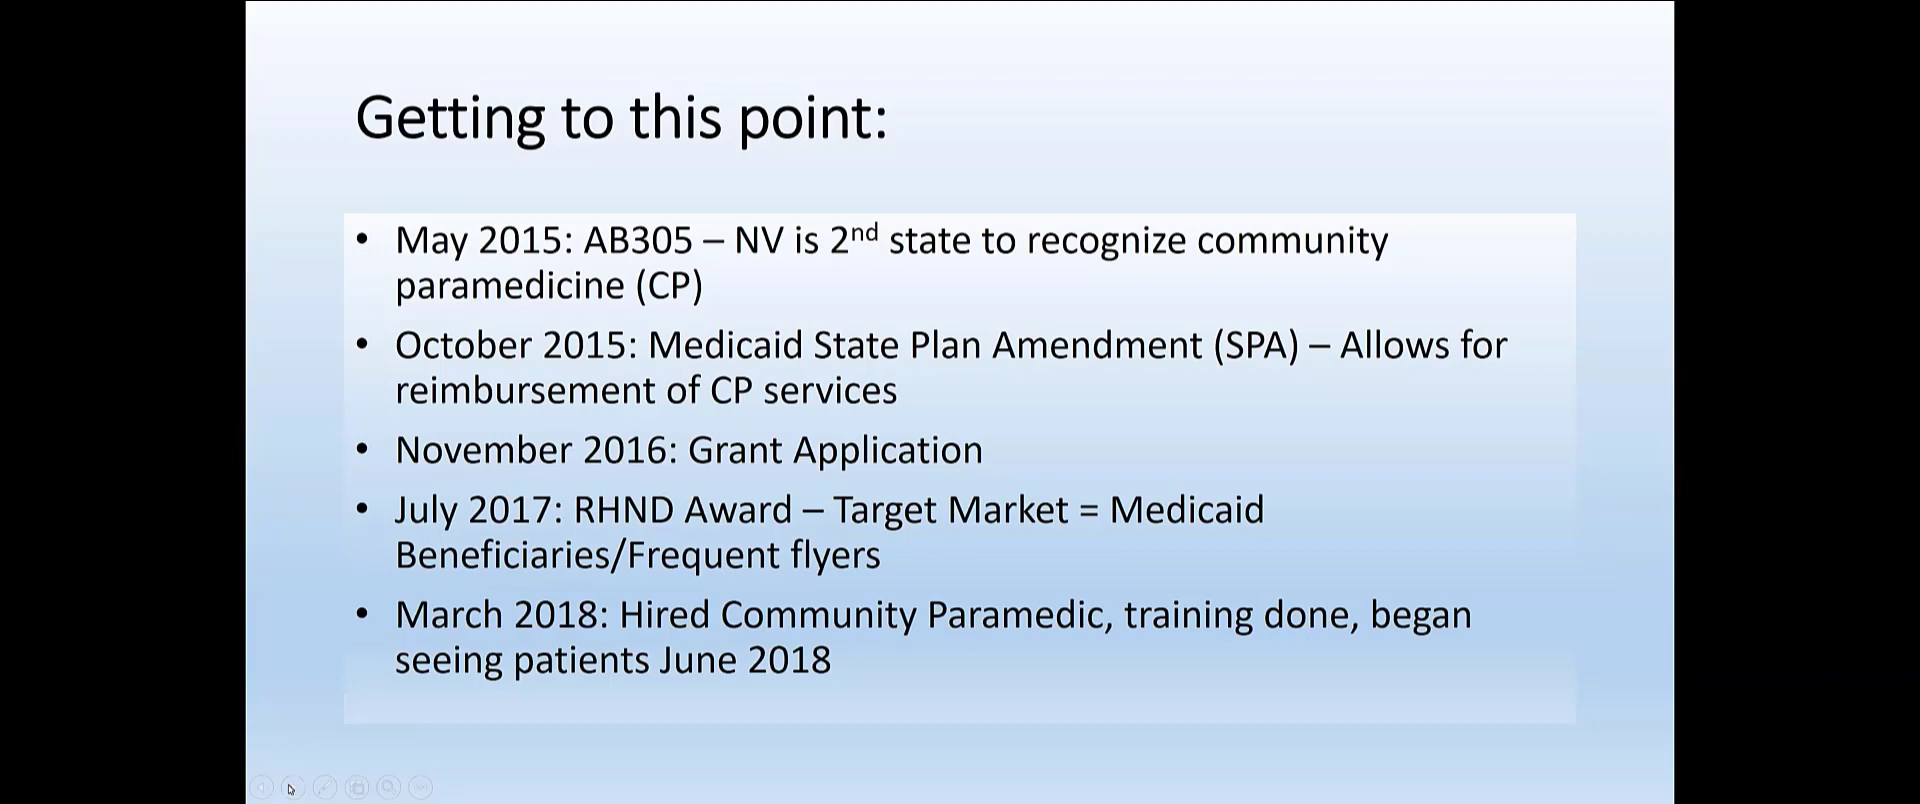 Getting to this point:
• May 2015: AB305 – NV is 2nd state to recognize community
paramedicine (CP)
• October 2015: Medicaid State Plan Amendment (SPA) – Allows for
reimbursement of CP services
• November 2016: Grant Application
• July 2017: RHND Award – Target Market = Medicaid
Beneficiaries/Frequent flyers
• March 2018: Hired Community Paramedic, training done, began
seeing patients June 2018